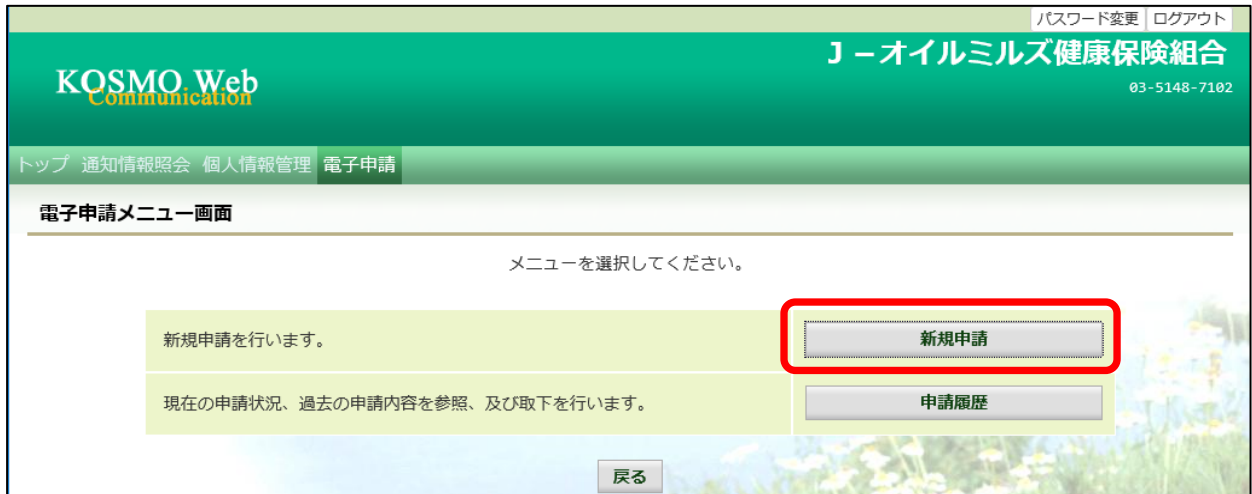 パスワード変更 ログアウト
J－オイルミルズ健康保険組合
KOSMO Web
Communication
03-5148-7102
トップ 通知情報照会 個人情報管理 電子申請
電子申請メニュー画面
メニューを選択してください。
新規申請を行います。 新規申請
現在の申請状況、過去の申請内容を参照、及び取下を行います。 申請履歴
戻る